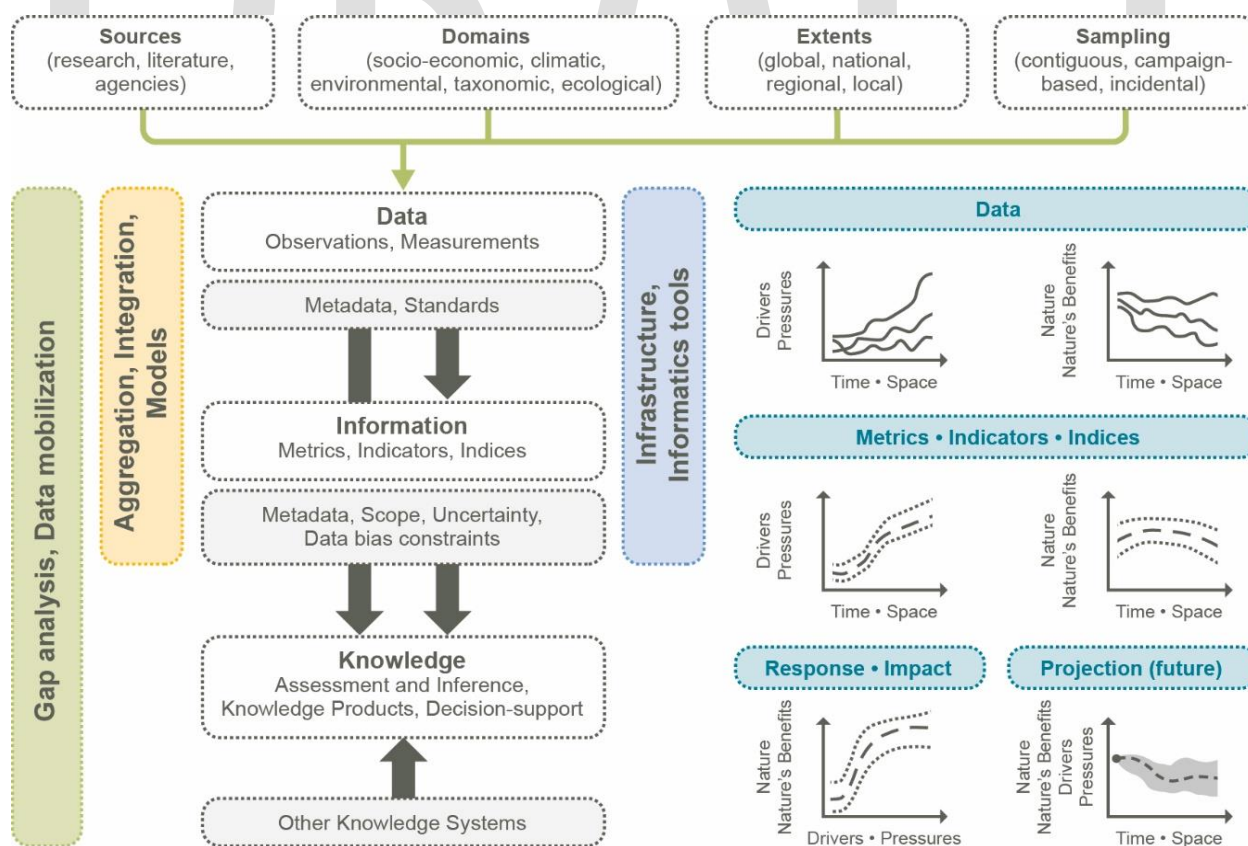 Sources
(research, literature,
agencies)
Domains
(socio-economic, climatic,
environmental, taxonomic, ecological)
Extents
(global, national,
regional, local)
Sampling
(contiguous, campaign-
based, incidental)
Gap analysis, Data mobilization
Aggregation, Integration,
Models
Data
Observations, Measurements
Metadata, Standards
Information
Metrics, Indicators, Indices
Metadata, Scope, Uncertainty,
Data bias constraints
Knowledge
Assessment and Inference,
Knowledge Products, Decision-support
Other Knowledge Systems
Infrastructure,
Informatics tools
Data
Drivers
Pressures
Time • Space
Nature
Nature's Benefits
Time • Space
Metrics • Indicators • Indices
Drivers
Pressures
Time • Space
Nature
Nature's Benefits
Time • Space
Response • Impact
Nature
Nature's Benefits
Drivers • Pressures
Projection (future)
Nature
Nature's Benefits
Drivers
Pressures
Time • Space